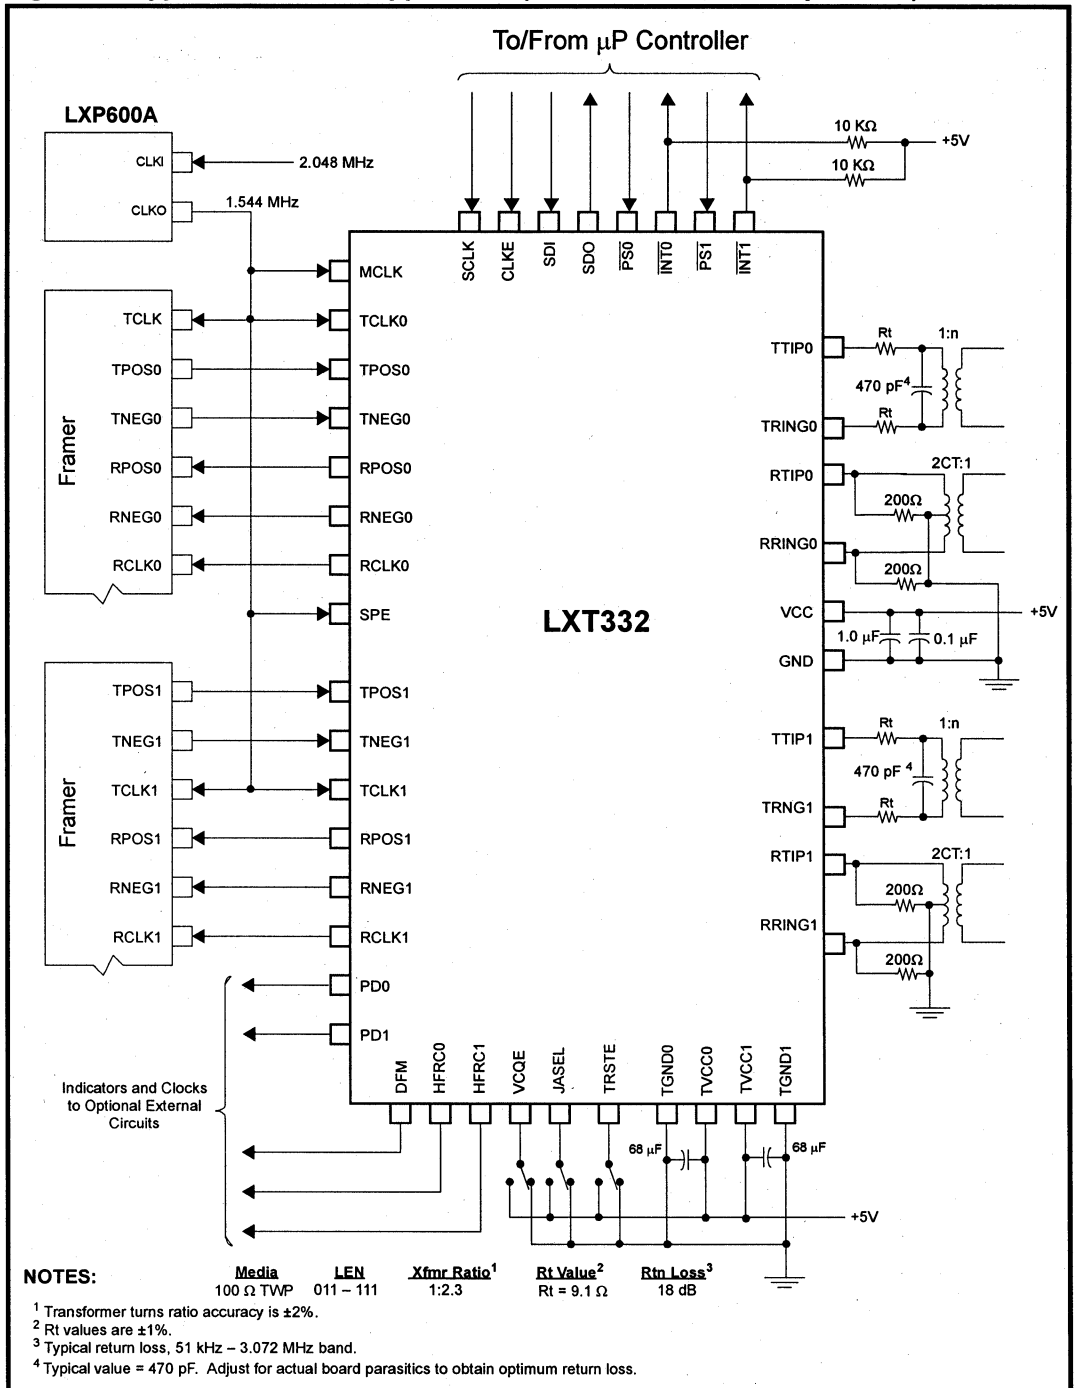 To/From µP Controller
LXP600A
CLKI
2.048 MHz
CLKO
1.544 MHz
10 KΩ
+5V
10 KΩ
SCLK
CLKE
SDI
SDO
PS0
INT0
PS1
INT1
MCLK
Framer
TCLK
TCLK0
TPOS0
TPOS0
TNEG0
TNEG0
RPOS0
RPOS0
RNEG0
RNEG0
RCLK0
RCLK0
SPE
LXT332
Framer
TPOS1
TPOS1
TNEG1
TNEG1
TCLK1
TCLK1
RPOS1
RPOS1
RNEG1
RNEG1
RCLK1
RCLK1
PD0
PD1
TTIP0
Rt
1:n
470 pF4
TRING0
Rt
RTIP0
2CT:1
200Ω
RRING0
200Ω
VCC
+5V
1.0 µF
0.1 µF
GND
TTIP1
Rt
1:n
470 pF 4
TRNG1
Rt
RTIP1
2CT:1
200Ω
RRING1
200Ω
DFM
HFRC0
HFRC1
VCQE
JASEL
TRSTE
TGND0
TVCC0
TVCC1
TGND1
Indicators and Clocks
to Optional External
Circuits
68 µF
68 µF
+5V
NOTES:
Media LEN Xfmr Ratio1 Rt Value2 Rtn Loss3
100 Ω TWP 011 – 111 1:2.3 Rt = 9.1 Ω 18 dB
1 Transformer turns ratio accuracy is ±2%.
2 Rt values are ±1%.
3 Typical return loss, 51 kHz – 3.072 MHz band.
4 Typical value = 470 pF. Adjust for actual board parasitics to obtain optimum return loss.